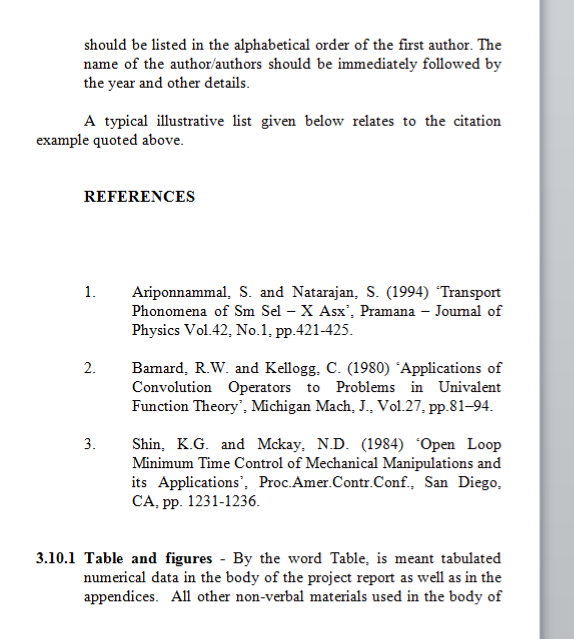 should be listed in the alphabetical order of the first author. The
name of the author/authors should be immediately followed by
the year and other details.
A typical illustrative list given below relates to the citation
example quoted above.
REFERENCES
1. Ariponnammal, S. and Natarajan, S. (1994) ‘Transport
Phonomena of Sm Sel – X Asx’, Pramana – Journal of
Physics Vol.42, No.1, pp.421-425.
2. Barnard, R.W. and Kellogg, C. (1980) ‘Applications of
Convolution Operators to Problems in Univalent
Function Theory’, Michigan Mach, J., Vol.27, pp.81–94.
3. Shin, K.G. and Mckay, N.D. (1984) ‘Open Loop
Minimum Time Control of Mechanical Manipulations and
its Applications’, Proc.Amer.Contr.Conf., San Diego,
CA, pp. 1231-1236.
3.10.1 Table and figures - By the word Table, is meant tabulated
numerical data in the body of the project report as well as in the
appendices. All other non-verbal materials used in the body of